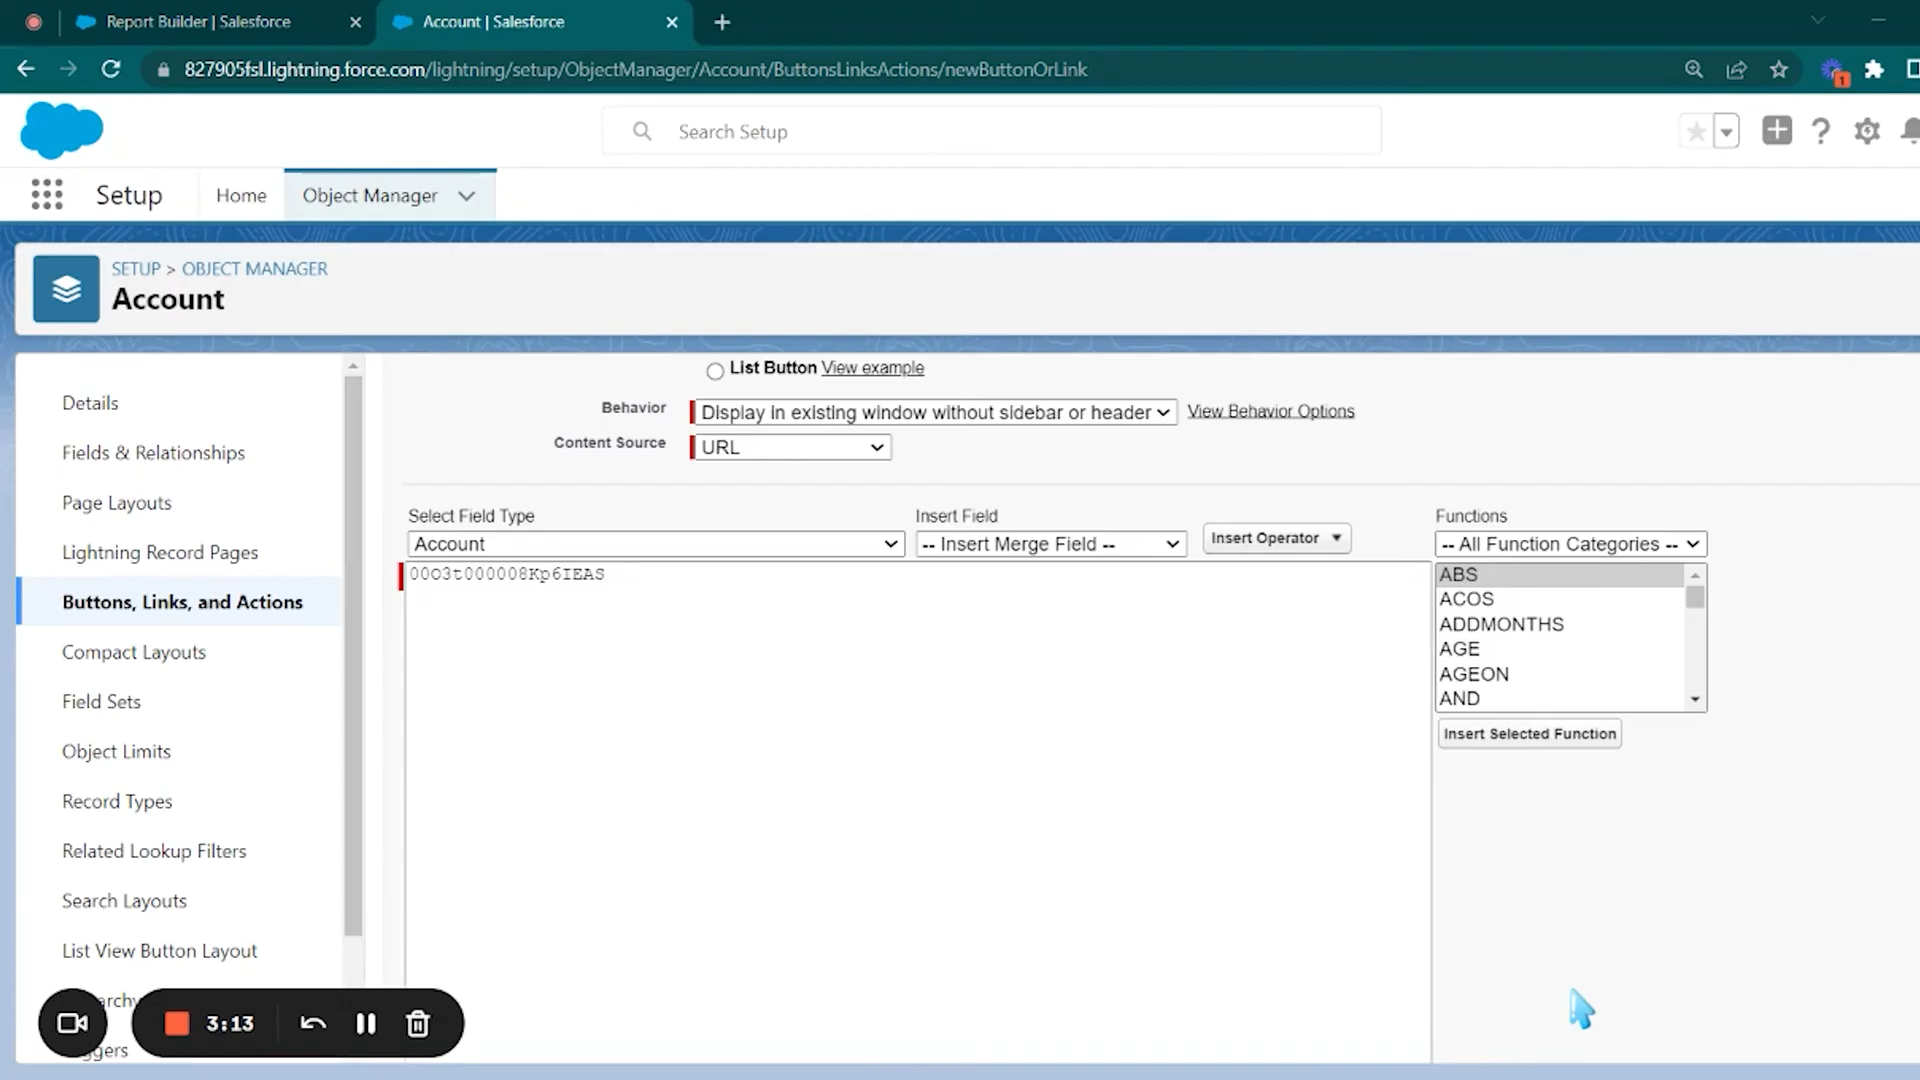 Report Builder | Salesforce
Account | Salesforce
827905fsl.lightning.force.com/lightning/setup/ObjectManager/Account/ButtonsLinksActions/newButtonOrLink
1
Search Setup
Setup
Home
Object Manager
SETUP > OBJECT MANAGER
Account
Details
Fields & Relationships
Page Layouts
Lightning Record Pages
Buttons, Links, and Actions
Compact Layouts
Field Sets
Object Limits
Record Types
Related Lookup Filters
Search Layouts
List View Button Layout
List Button View example
Behavior
Display in existing window without sidebar or header
View Behavior Options
Content Source
URL
Select Field Type
Account
Insert Field
-- Insert Merge Field --
Insert Operator
Functions
-- All Function Categories --
00O3t000008Kp6IEAS
ABS
ACOS
ADDMONTHS
AGE
AGEON
AND
Insert Selected Function
3:13